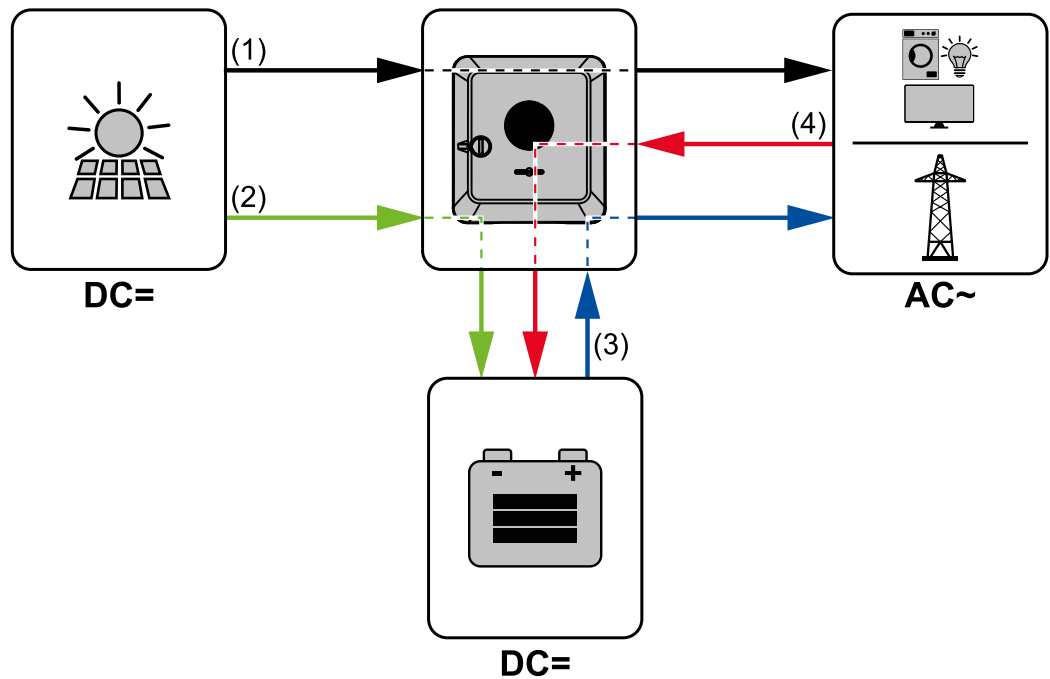 (1)
(4)
(2)
DC=
AC~
(3)
- +
DC=